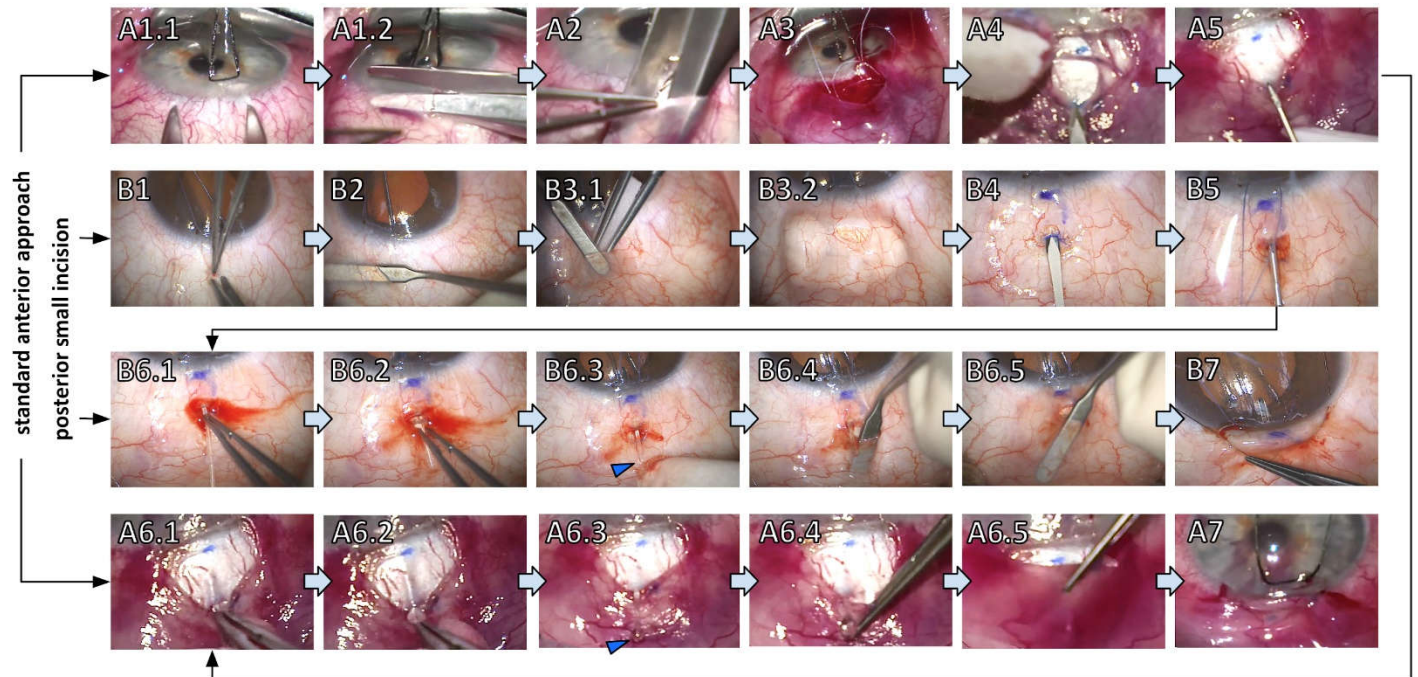 standard anterior approach
posterior small incision
A1.1
A1.2
A2
A3
A4
A5
B1
B2
B3.1
B3.2
B4
B5
B6.1
B6.2
B6.3
B6.4
B6.5
B7
A6.1
A6.2
A6.3
A6.4
A6.5
A7